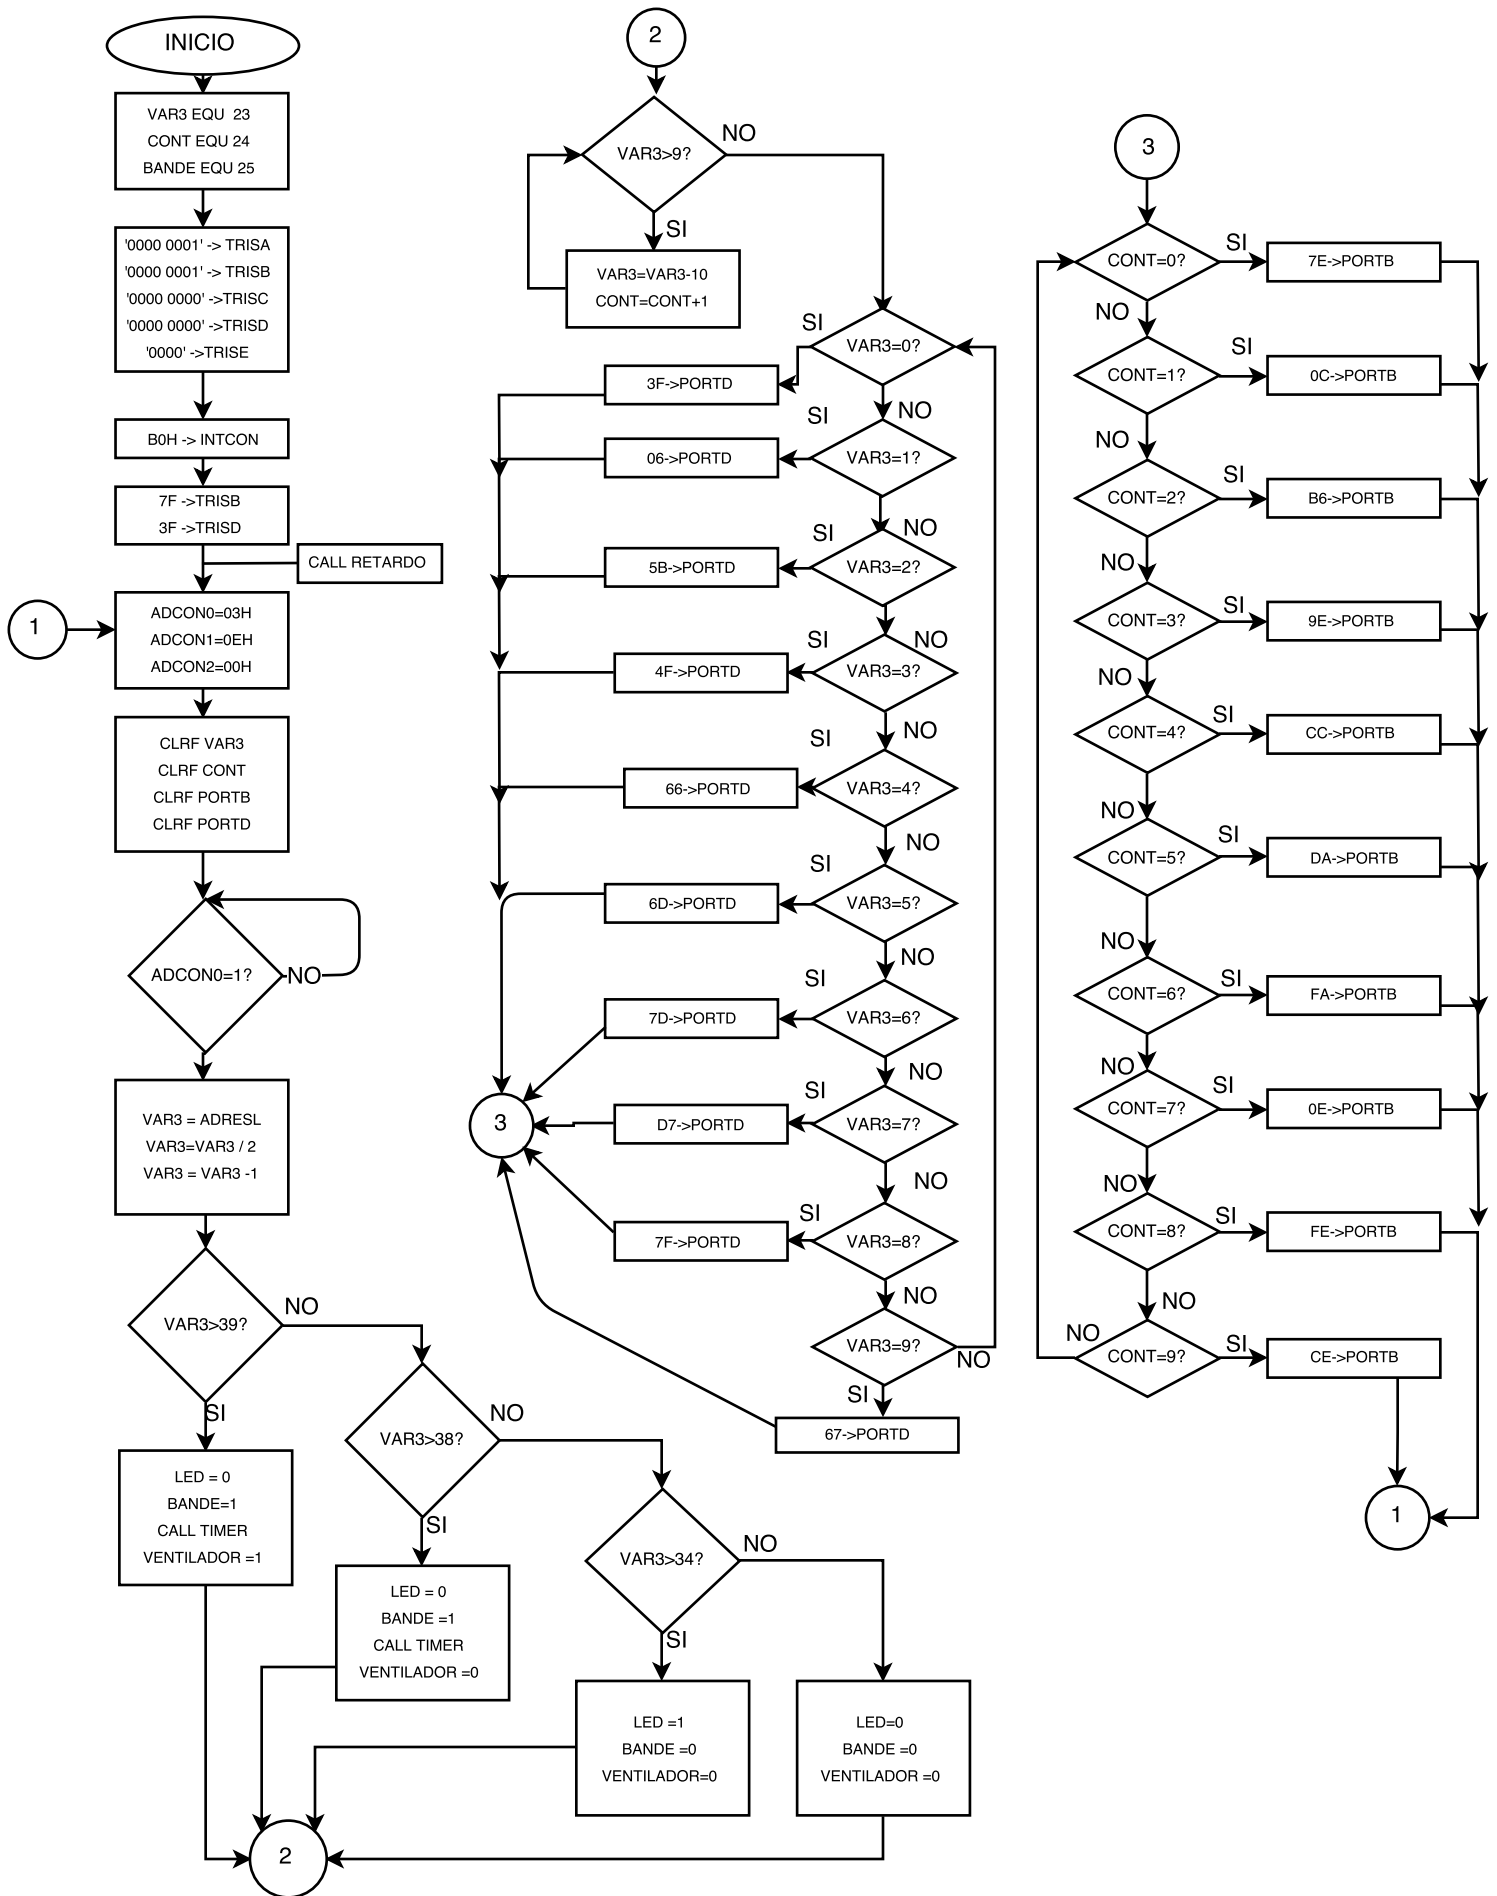 INICIO
VAR3 EQU  23
CONT EQU 24
BANDE EQU 25
'0000 0001' -> TRISA
'0000 0001' -> TRISB
'0000 0000' ->TRISC
'0000 0000' ->TRISD
'0000' ->TRISE
B0H -> INTCON
7F ->TRISB
3F ->TRISD
CALL RETARDO
1
ADCON0=03H
ADCON1=0EH
ADCON2=00H
CLRF VAR3
CLRF CONT
CLRF PORTB
CLRF PORTD
ADCON0=1?
NO
VAR3 = ADRESL
VAR3=VAR3 / 2
VAR3 = VAR3 -1
VAR3>39?
NO
SI
LED = 0
BANDE=1
CALL TIMER
VENTILADOR =1
VAR3>38?
NO
SI
LED = 0
BANDE =1
CALL TIMER
VENTILADOR =0
VAR3>34?
NO
SI
LED =1
BANDE =0
VENTILADOR=0
LED=0
BANDE =0
VENTILADOR =0
2
2
VAR3>9?
NO
SI
VAR3=VAR3-10
CONT=CONT+1
VAR3=0?
SI
3F->PORTD
NO
VAR3=1?
SI
06->PORTD
NO
VAR3=2?
SI
5B->PORTD
NO
VAR3=3?
SI
4F->PORTD
NO
VAR3=4?
SI
66->PORTD
NO
VAR3=5?
SI
6D->PORTD
NO
VAR3=6?
SI
7D->PORTD
NO
VAR3=7?
SI
D7->PORTD
NO
VAR3=8?
SI
7F->PORTD
NO
VAR3=9?
NO
SI
67->PORTD
3
3
CONT=0?
SI
7E->PORTB
NO
CONT=1?
SI
0C->PORTB
NO
CONT=2?
SI
B6->PORTB
NO
CONT=3?
SI
9E->PORTB
NO
CONT=4?
SI
CC->PORTB
NO
CONT=5?
SI
DA->PORTB
NO
CONT=6?
SI
FA->PORTB
NO
CONT=7?
SI
0E->PORTB
NO
CONT=8?
SI
FE->PORTB
NO
CONT=9?
NO
SI
CE->PORTB
1